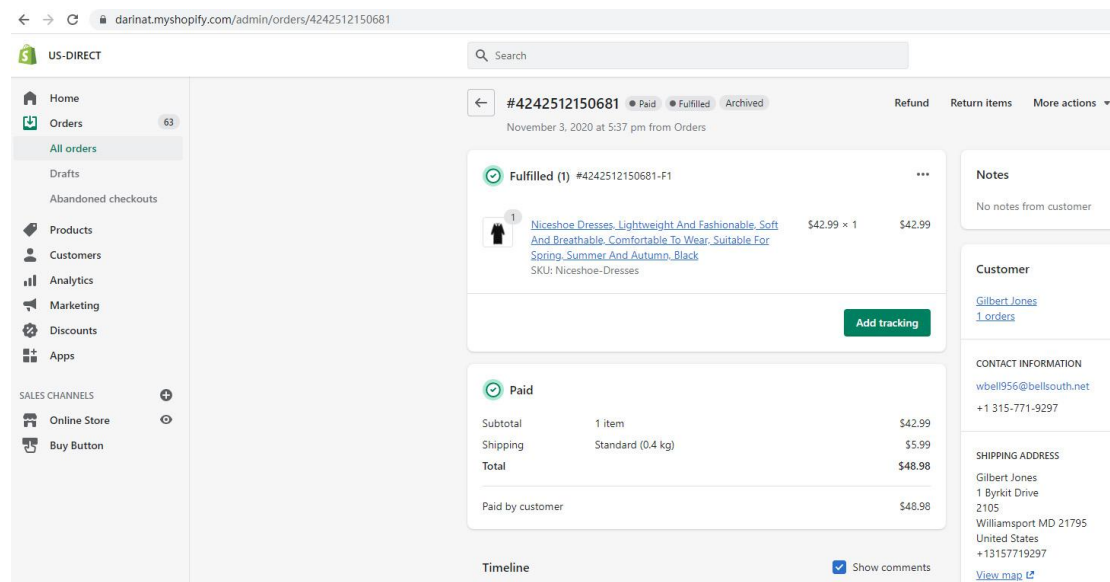 darinat.myshopify.com/admin/orders/4242512150681
US-DIRECT
Search
Home
Orders 63
All orders
Drafts
Abandoned checkouts
Products
Customers
Analytics
Marketing
Discounts
Apps
SALES CHANNELS
Online Store
Buy Button
#4242512150681 Paid Fulfilled Archived Refund Return items More actions
November 3, 2020 at 5:37 pm from Orders
Fulfilled (1) #4242512150681-F1
1
Niceshoe Dresses, Lightweight And Fashionable, Soft $42.99 × 1 $42.99
And Breathable, Comfortable To Wear, Suitable For
Spring, Summer And Autumn, Black
SKU: Niceshoe-Dresses
Add tracking
Paid
Subtotal 1 item $42.99
Shipping Standard (0.4 kg) $5.99
Total $48.98
Paid by customer $48.98
Timeline Show comments
Notes
No notes from customer
Customer
Gilbert Jones
1 orders
CONTACT INFORMATION
wbell956@bellsouth.net
+1 315-771-9297
SHIPPING ADDRESS
Gilbert Jones
1 Byrkit Drive
2105
Williamsport MD 21795
United States
+13157719297
View map